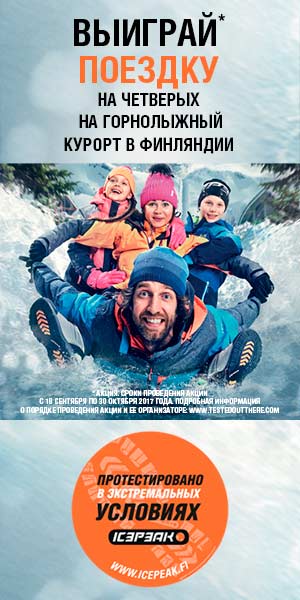 ВЫИГРАЙ*
ПОЕЗДКУ
НА ЧЕТВЕРЫХ
НА ГОРНОЛЫЖНЫЙ
КУРОРТ В ФИНЛЯНДИИ
*АКЦИЯ. СРОКИ ПРОВЕДЕНИЯ АКЦИИ
С 18 СЕНТЯБРЯ ПО 30 ОКТЯБРЯ 2017 ГОДА. ПОДРОБНАЯ ИНФОРМАЦИЯ
О ПОРЯДКЕ ПРОВЕДЕНИЯ АКЦИИ И ЕЕ ОРГАНИЗАТОРЕ: WWW.TESTEDOUTTHERE.COM
ПРОТЕСТИРОВАНО
В ЭКСТРЕМАЛЬНЫХ
УСЛОВИЯХ
ICEPEAK
WWW.ICEPEAK.FI